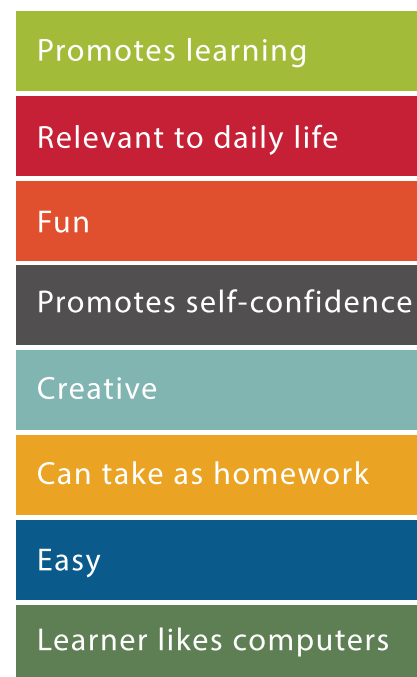 Promotes learning
Relevant to daily life
Fun
Promotes self-confidence
Creative
Can take as homework
Easy
Learner likes computers